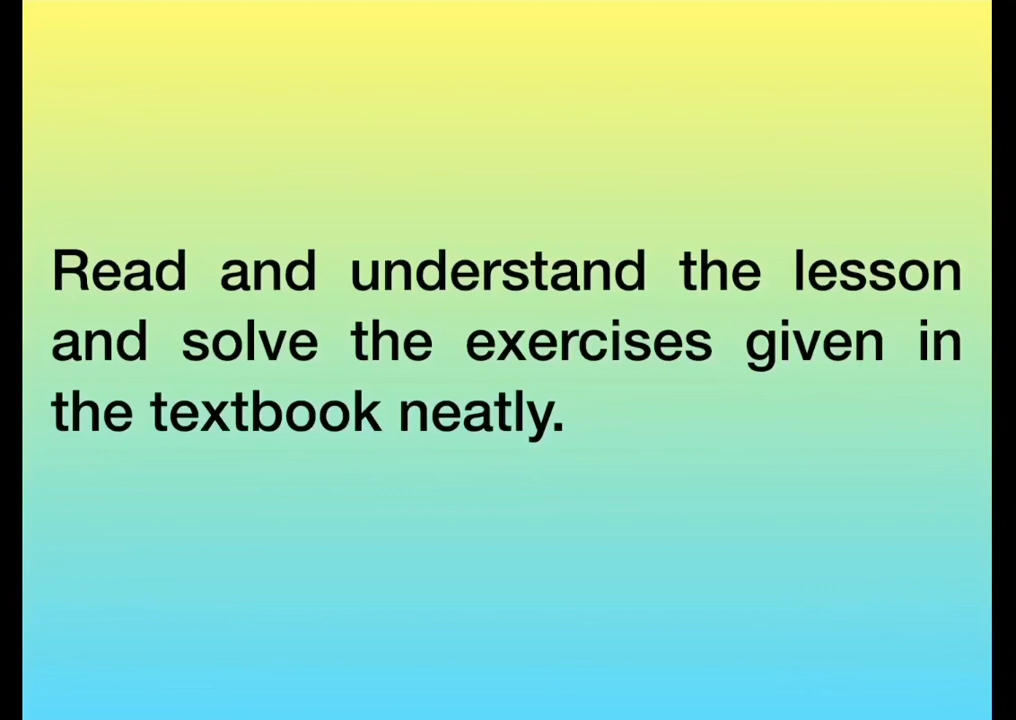 Read and understand the lesson
and solve the exercises given in
the textbook neatly.